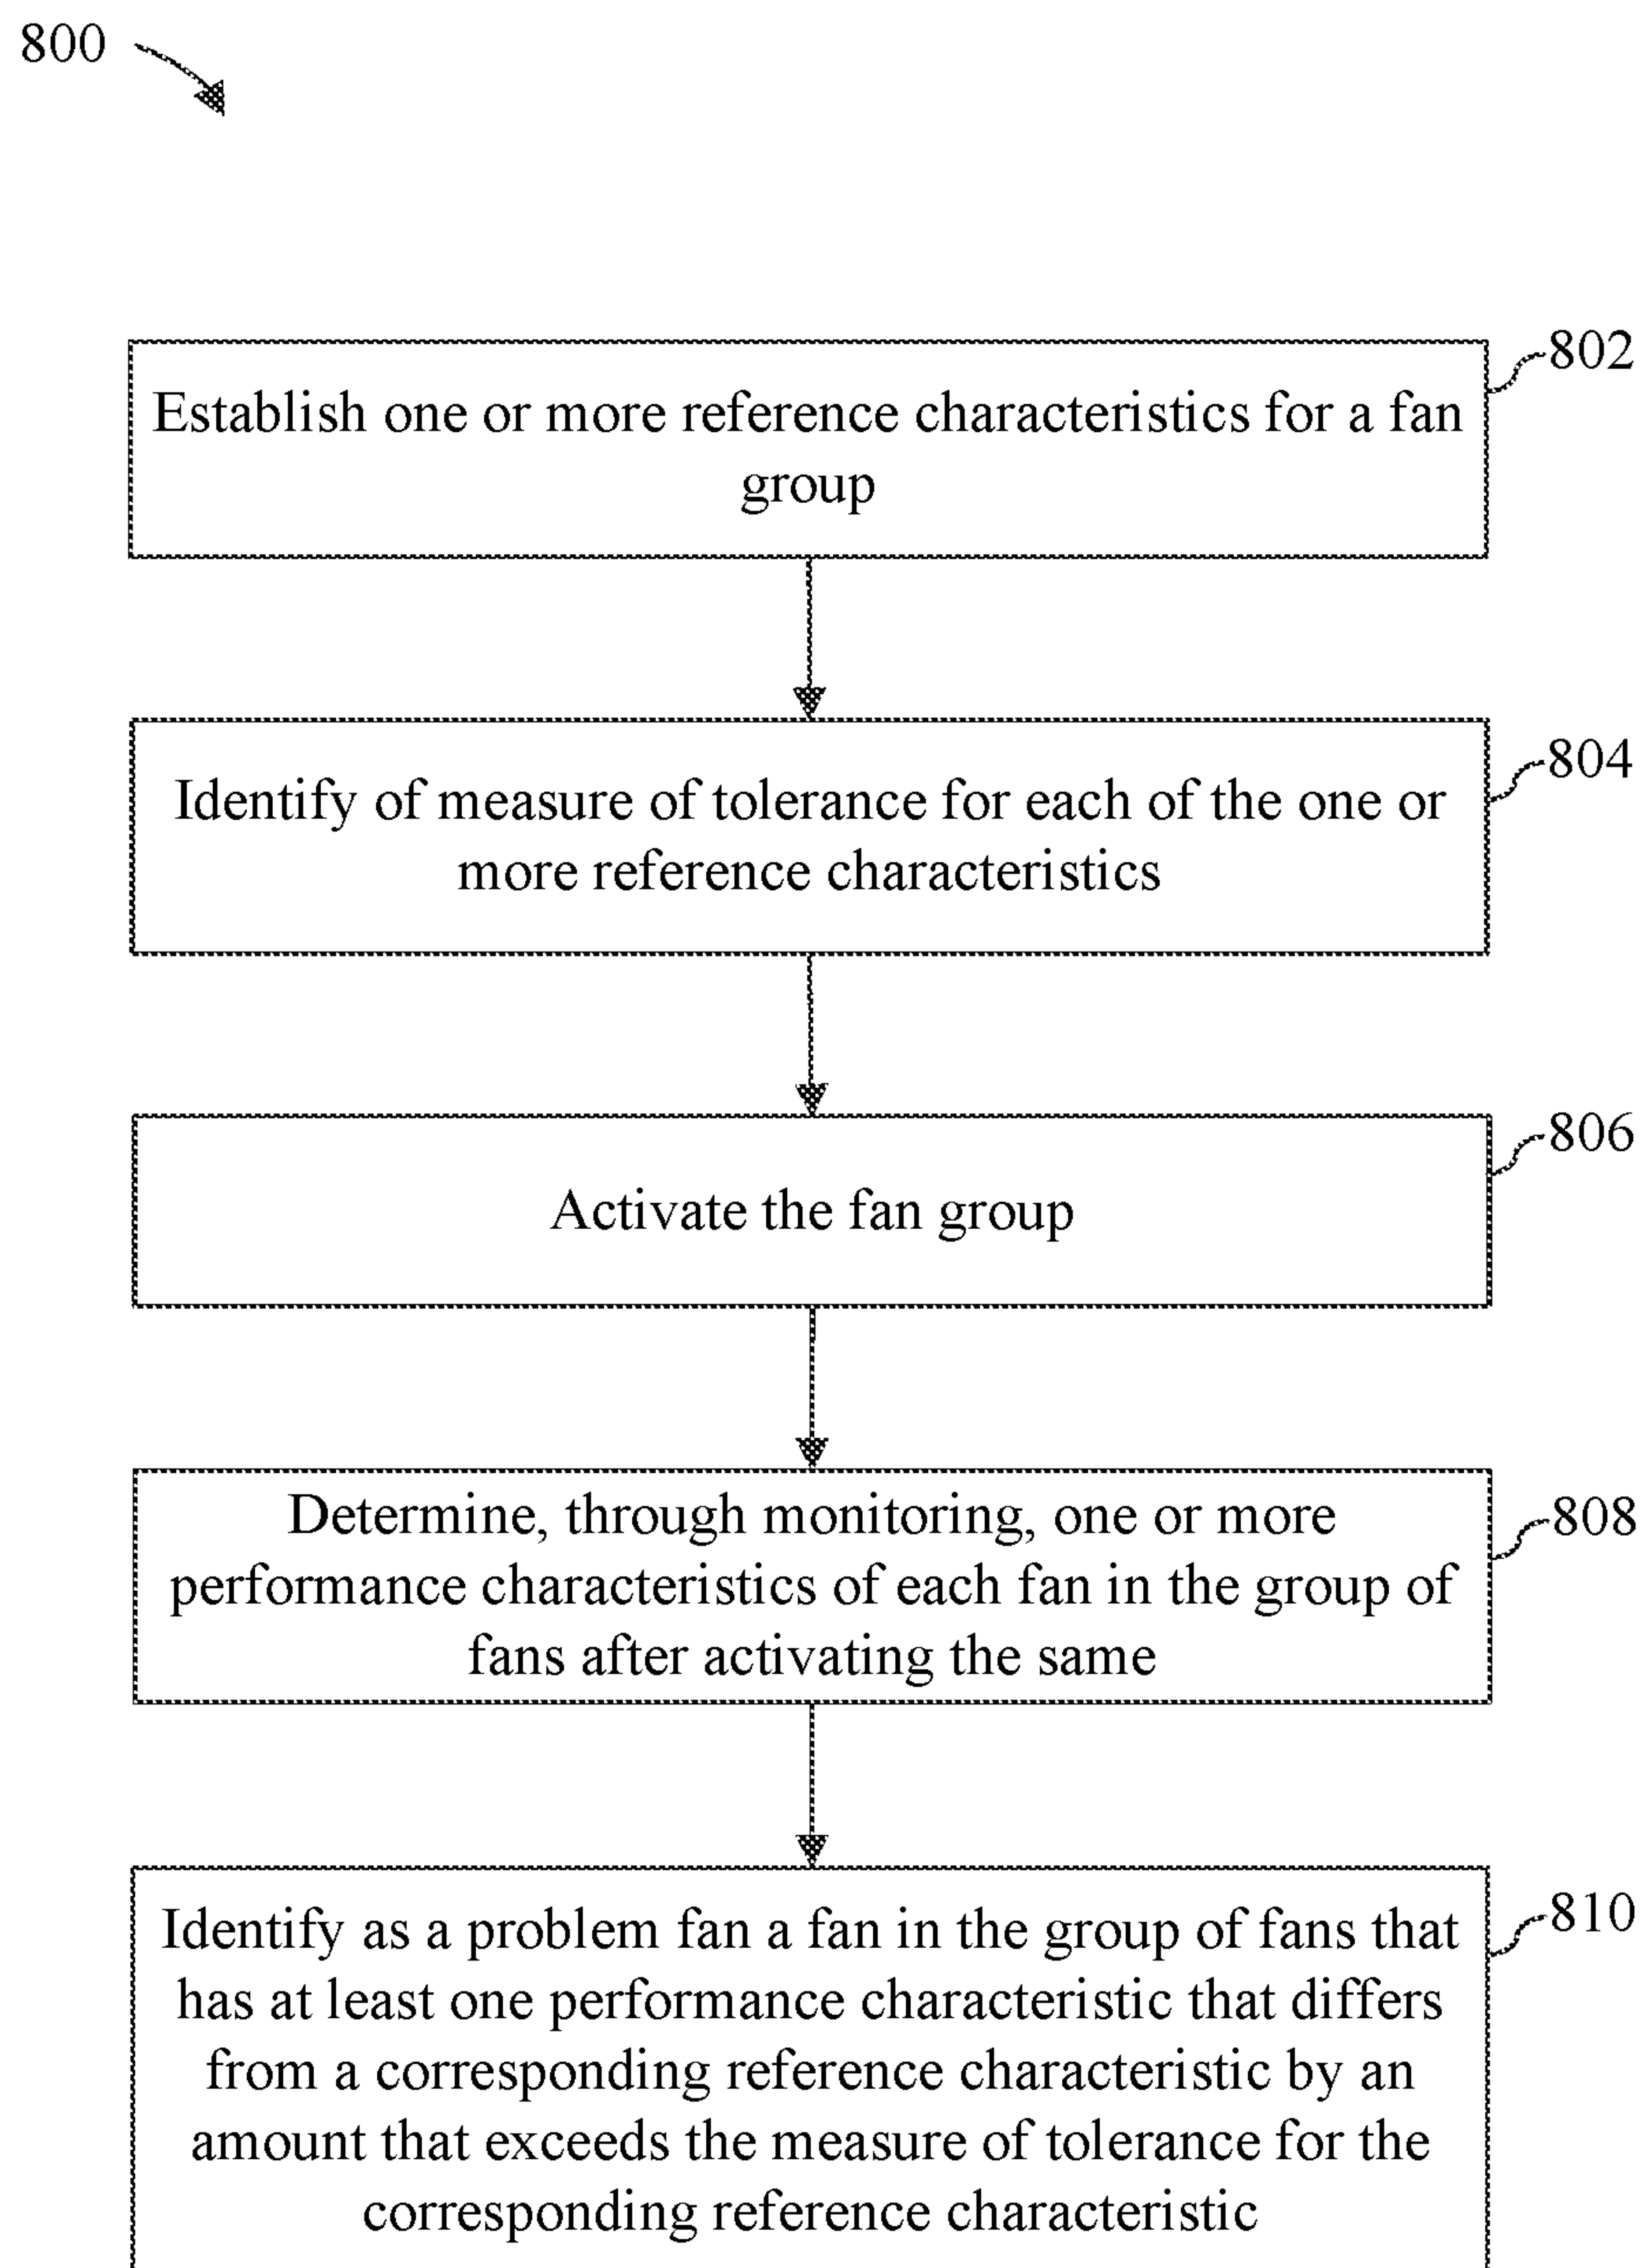 800
802
Establish one or more reference characteristics for a fan
group
804
Identify of measure of tolerance for each of the one or
more reference characteristics
806
Activate the fan group
808
Determine, through monitoring, one or more
performance characteristics of each fan in the group of
fans after activating the same
810
Identify as a problem fan a fan in the group of fans that
has at least one performance characteristic that differs
from a corresponding reference characteristic by an
amount that exceeds the measure of tolerance for the
corresponding reference characteristic